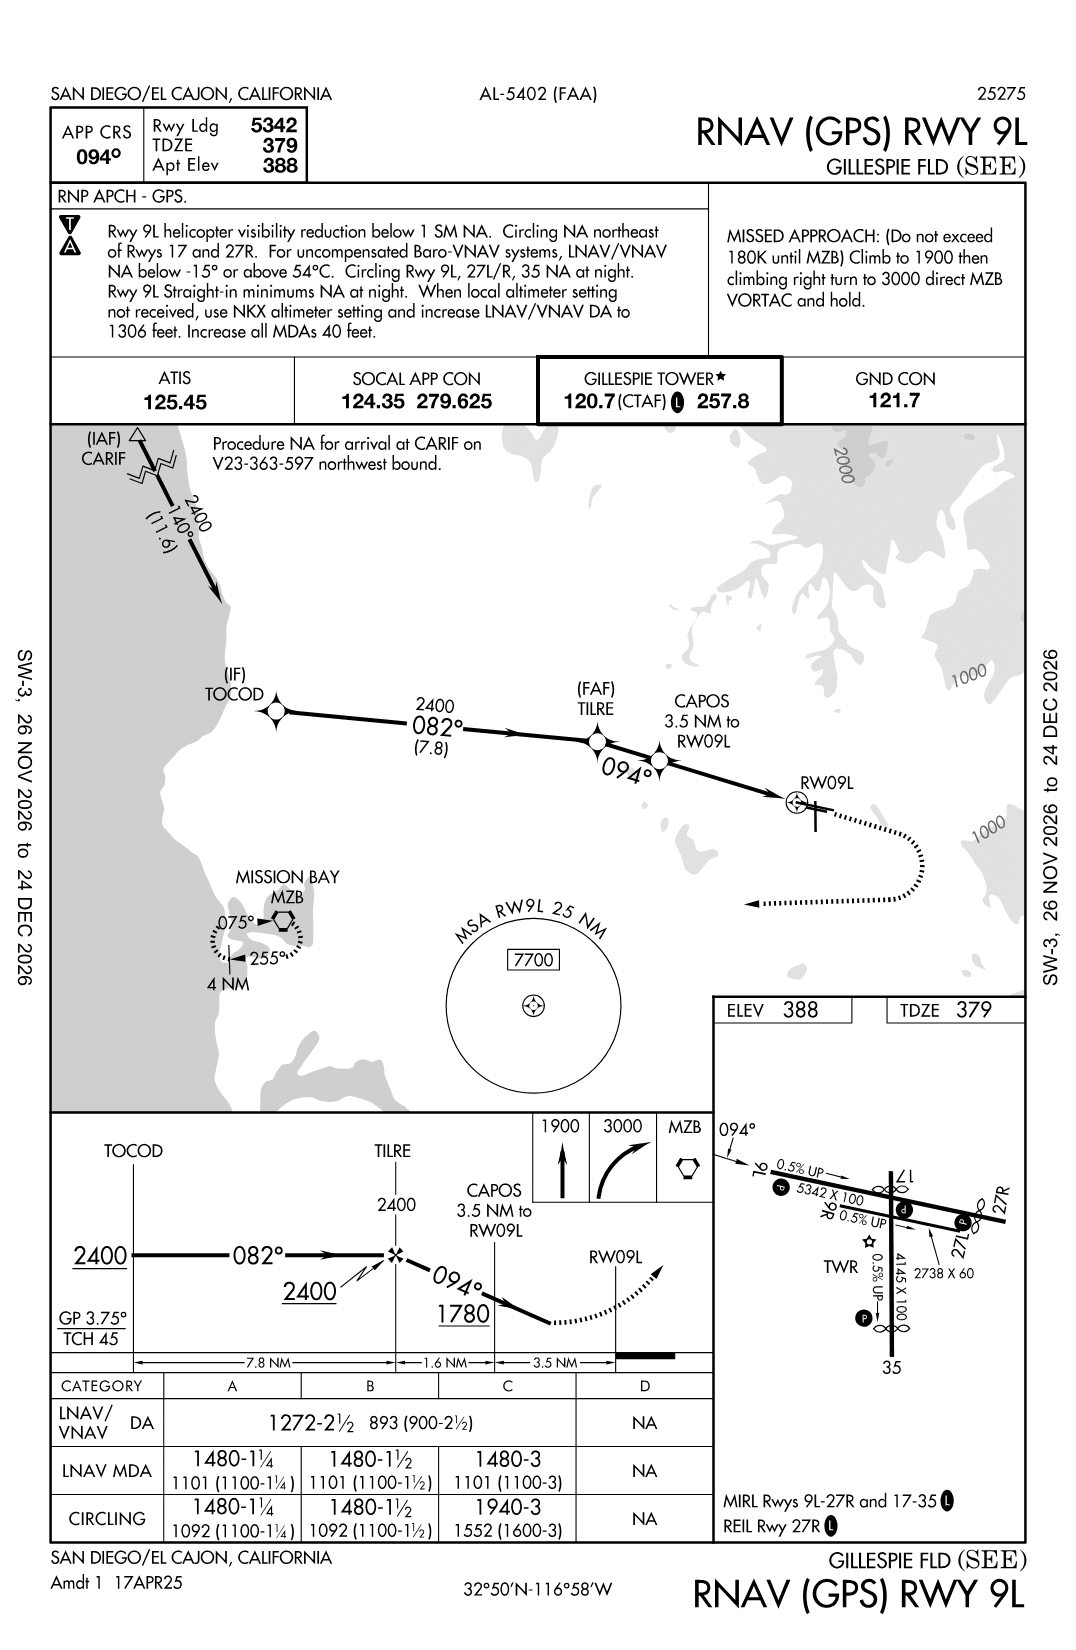 SAN DIEGO/EL CAJON, CALIFORNIA
AL-5402 (FAA)
25275
APP CRS
094°
Rwy Ldg 5342
TDZE 379
Apt Elev 388
RNAV (GPS) RWY 9L
GILLESPIE FLD (SEE)
RNP APCH - GPS.
T
A
Rwy 9L helicopter visibility reduction below 1 SM NA. Circling NA northeast
of Rwys 17 and 27R. For uncompensated Baro-VNAV systems, LNAV/VNAV
NA below -15° or above 54°C. Circling Rwy 9L, 27L/R, 35 NA at night.
Rwy 9L Straight-in minimums NA at night. When local altimeter setting
not received, use NKX altimeter setting and increase LNAV/VNAV DA to
1306 feet. Increase all MDAs 40 feet.
MISSED APPROACH: (Do not exceed
180K until MZB) Climb to 1900 then
climbing right turn to 3000 direct MZB
VORTAC and hold.
ATIS
125.45
SOCAL APP CON
124.35 279.625
GILLESPIE TOWER★
120.7(CTAF) L 257.8
GND CON
121.7
(IAF)
CARIF
Procedure NA for arrival at CARIF on
V23-363-597 northwest bound.
2400
140°
(11.6)
2000
1000
1000
(IF)
TOCOD
2400
082°
(7.8)
(FAF)
TILRE
094°
CAPOS
3.5 NM to
RW09L
RW09L
MISSION BAY
MZB
075°
255°
4 NM
MSA RW9L 25 NM
7700
SW-3, 26 NOV 2026 to 24 DEC 2026
SW-3, 26 NOV 2026 to 24 DEC 2026
ELEV 388
TDZE 379
094°
9L
0.5% UP
5342 X 100
9R
0.5% UP
17
27R
27L
P
P
P
P
TWR
0.5% UP
4145 X 100
2738 X 60
35
MIRL Rwys 9L-27R and 17-35 L
REIL Rwy 27R L
TOCOD
TILRE
1900
3000
MZB
2400
CAPOS
3.5 NM to
RW09L
RW09L
2400
082°
2400
094°
1780
GP 3.75°
TCH 45
7.8 NM
1.6 NM
3.5 NM
CATEGORY A B C D
LNAV/
VNAV DA 1272-2½ 893 (900-2½) NA
LNAV MDA 1480-1¼ 1480-1½ 1480-3 NA
1101 (1100-1¼) 1101 (1100-1½) 1101 (1100-3)
CIRCLING 1480-1¼ 1480-1½ 1940-3 NA
1092 (1100-1¼) 1092 (1100-1½) 1552 (1600-3)
SAN DIEGO/EL CAJON, CALIFORNIA
Amdt 1 17APR25
32°50'N-116°58'W
GILLESPIE FLD (SEE)
RNAV (GPS) RWY 9L